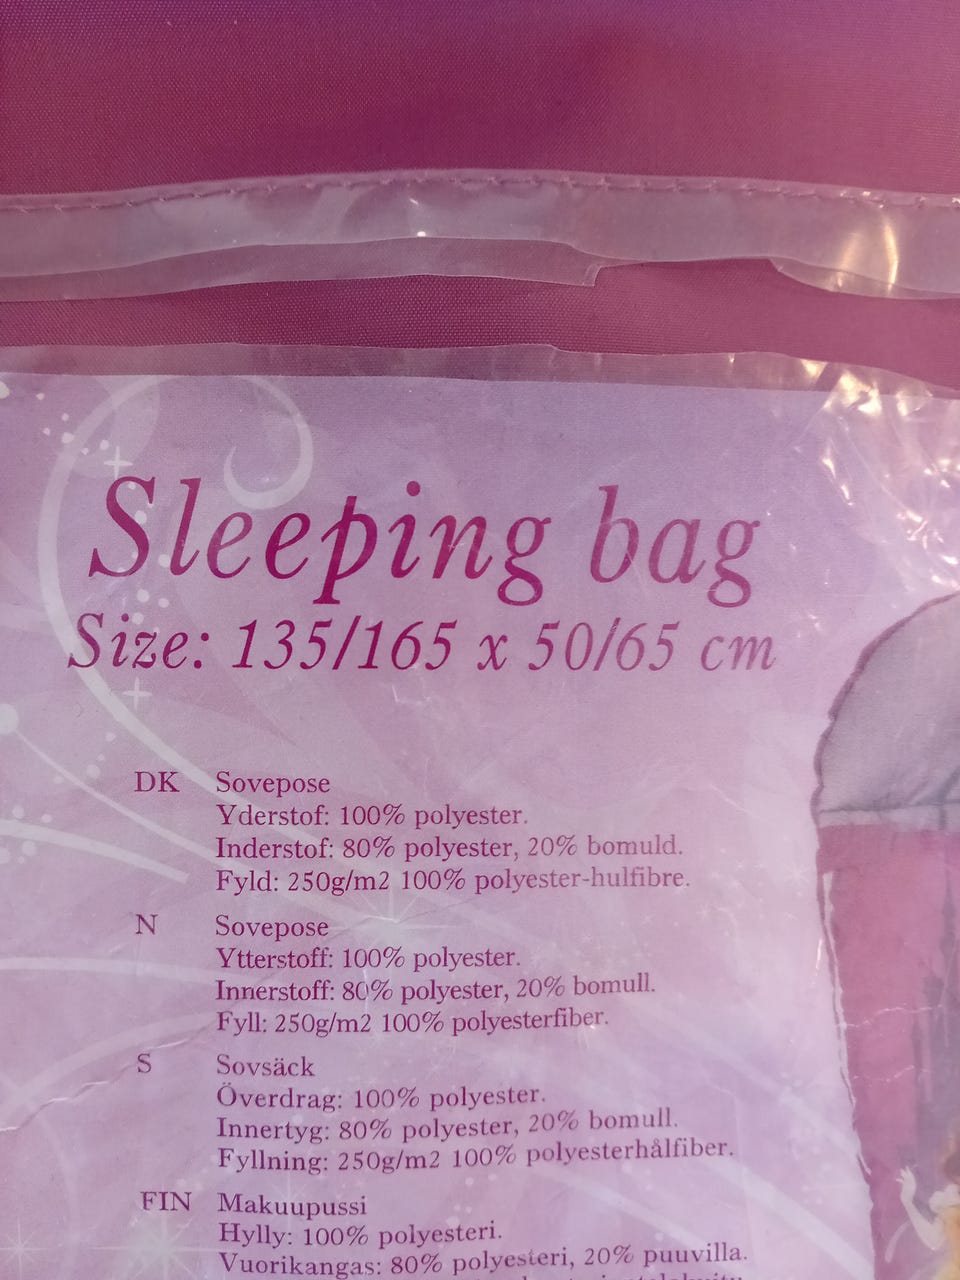 Sleeping bag
Size: 135/165 x 50/65 cm
DK Sovepose
Yderstof: 100% polyester.
Inderstof: 80% polyester, 20% bomuld.
Fyld: 250g/m2 100% polyester-hulfibre.
N Sovepose
Ytterstoff: 100% polyester.
Innerstoff: 80% polyester, 20% bomull.
Fyll: 250g/m2 100% polyesterfiber.
S Sovsäck
Överdrag: 100% polyester.
Innertyg: 80% polyester, 20% bomull.
Fyllning: 250g/m2 100% polyesterhålfiber.
FIN Makuupussi
Hylly: 100% polyesteri.
Vuorikangas: 80% polyesteri, 20% puuvilla.